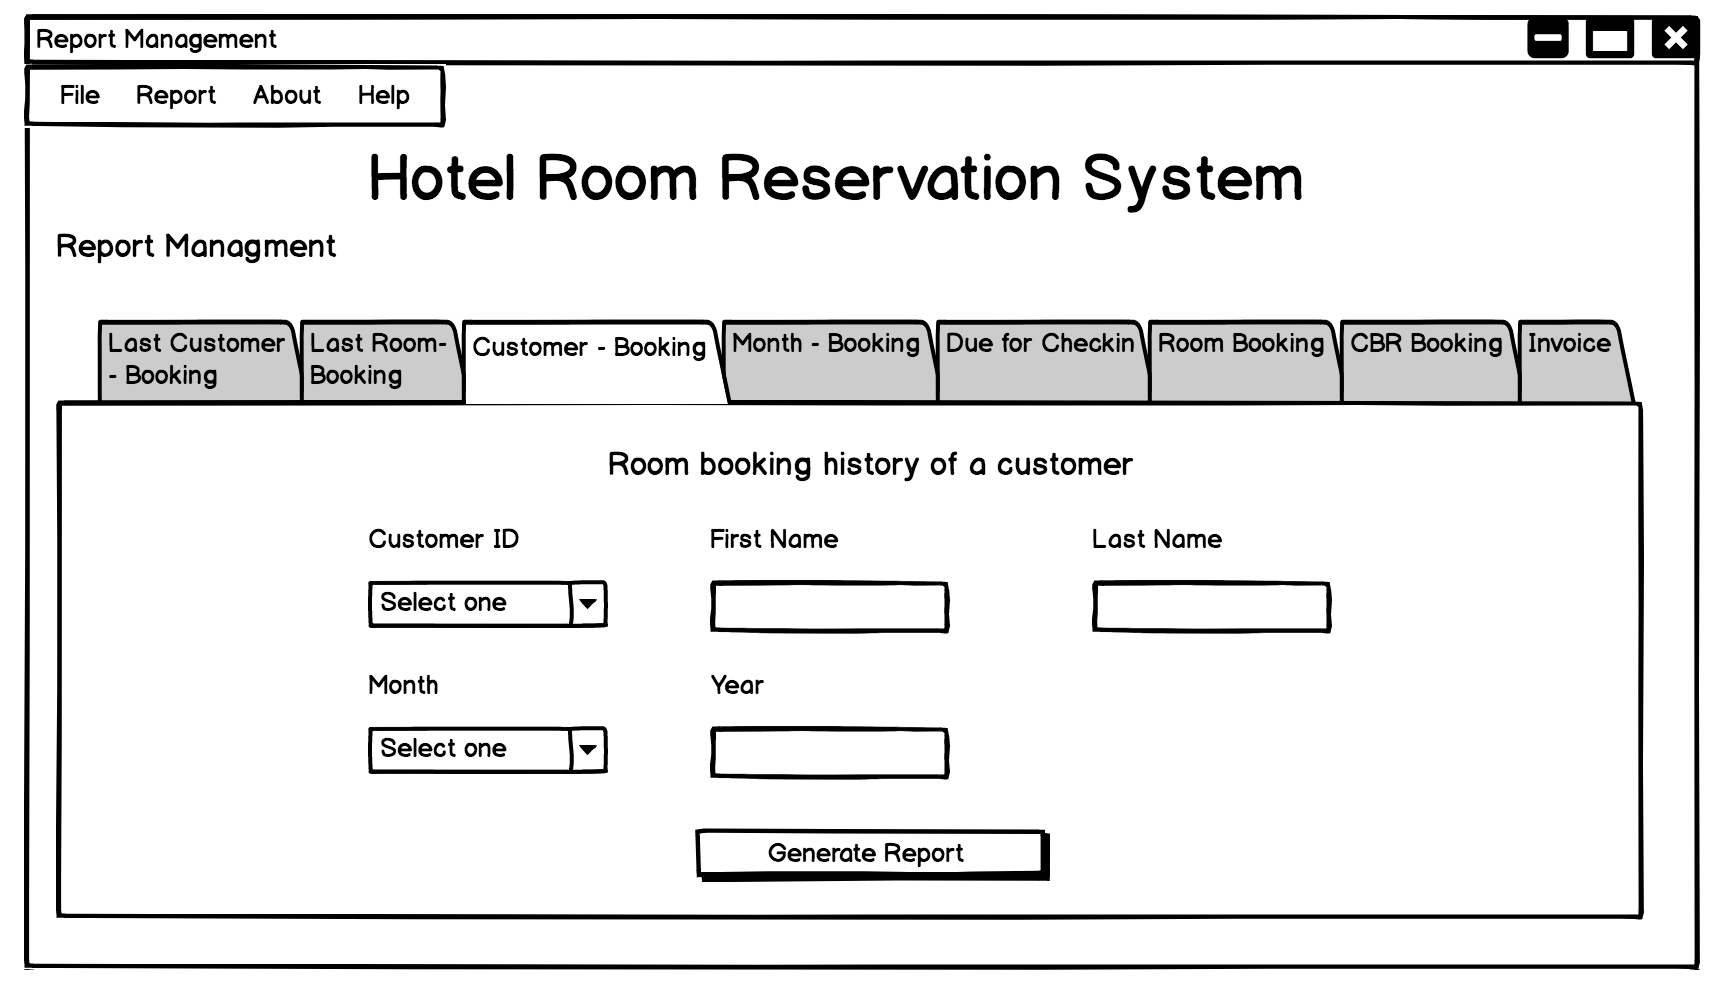 Report Management
File Report About Help
Hotel Room Reservation System
Report Managment
Last Customer
- Booking
Last Room-
Booking
Customer - Booking
Month - Booking
Due for Checkin
Room Booking
CBR Booking
Invoice
Room booking history of a customer
Customer ID
First Name
Last Name
Select one
Month
Year
Select one
Generate Report